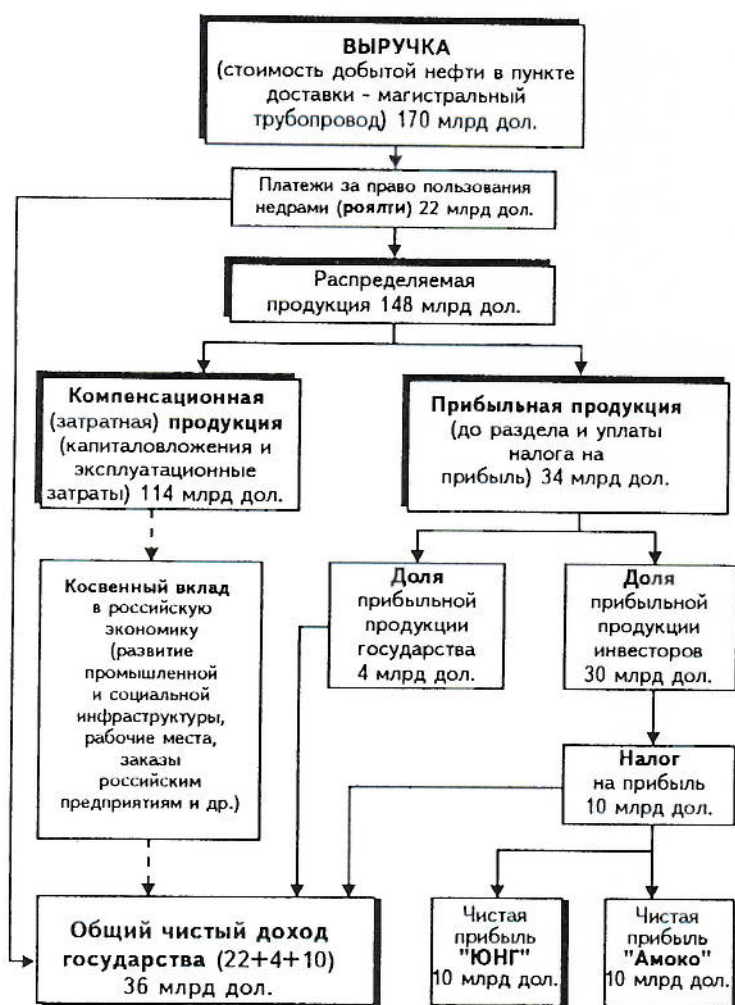 ВЫРУЧКА
(стоимость добытой нефти в пункте
доставки - магистральный
трубопровод) 170 млрд дол.
Платежи за право пользования
недрами (роялти) 22 млрд дол.
Распределяемая
продукция 148 млрд дол.
Компенсационная
(затратная) продукция
(капиталовложения и
эксплуатационные
затраты) 114 млрд дол.
Прибыльная продукция
(до раздела и уплаты
налога на
прибыль) 34 млрд дол.
Косвенный вклад
в российскую
экономику
(развитие
промышленной
и социальной
инфраструктуры,
рабочие места,
заказы
российским
предприятиям и др.)
Доля
прибыльной
продукции
государства
4 млрд дол.
Доля
прибыльной
продукции
инвесторов
30 млрд дол.
Налог
на прибыль
10 млрд дол.
Общий чистый доход
государства (22+4+10)
36 млрд дол.
Чистая
прибыль
"ЮНГ"
10 млрд дол.
Чистая
прибыль
"Амоко"
10 млрд дол.